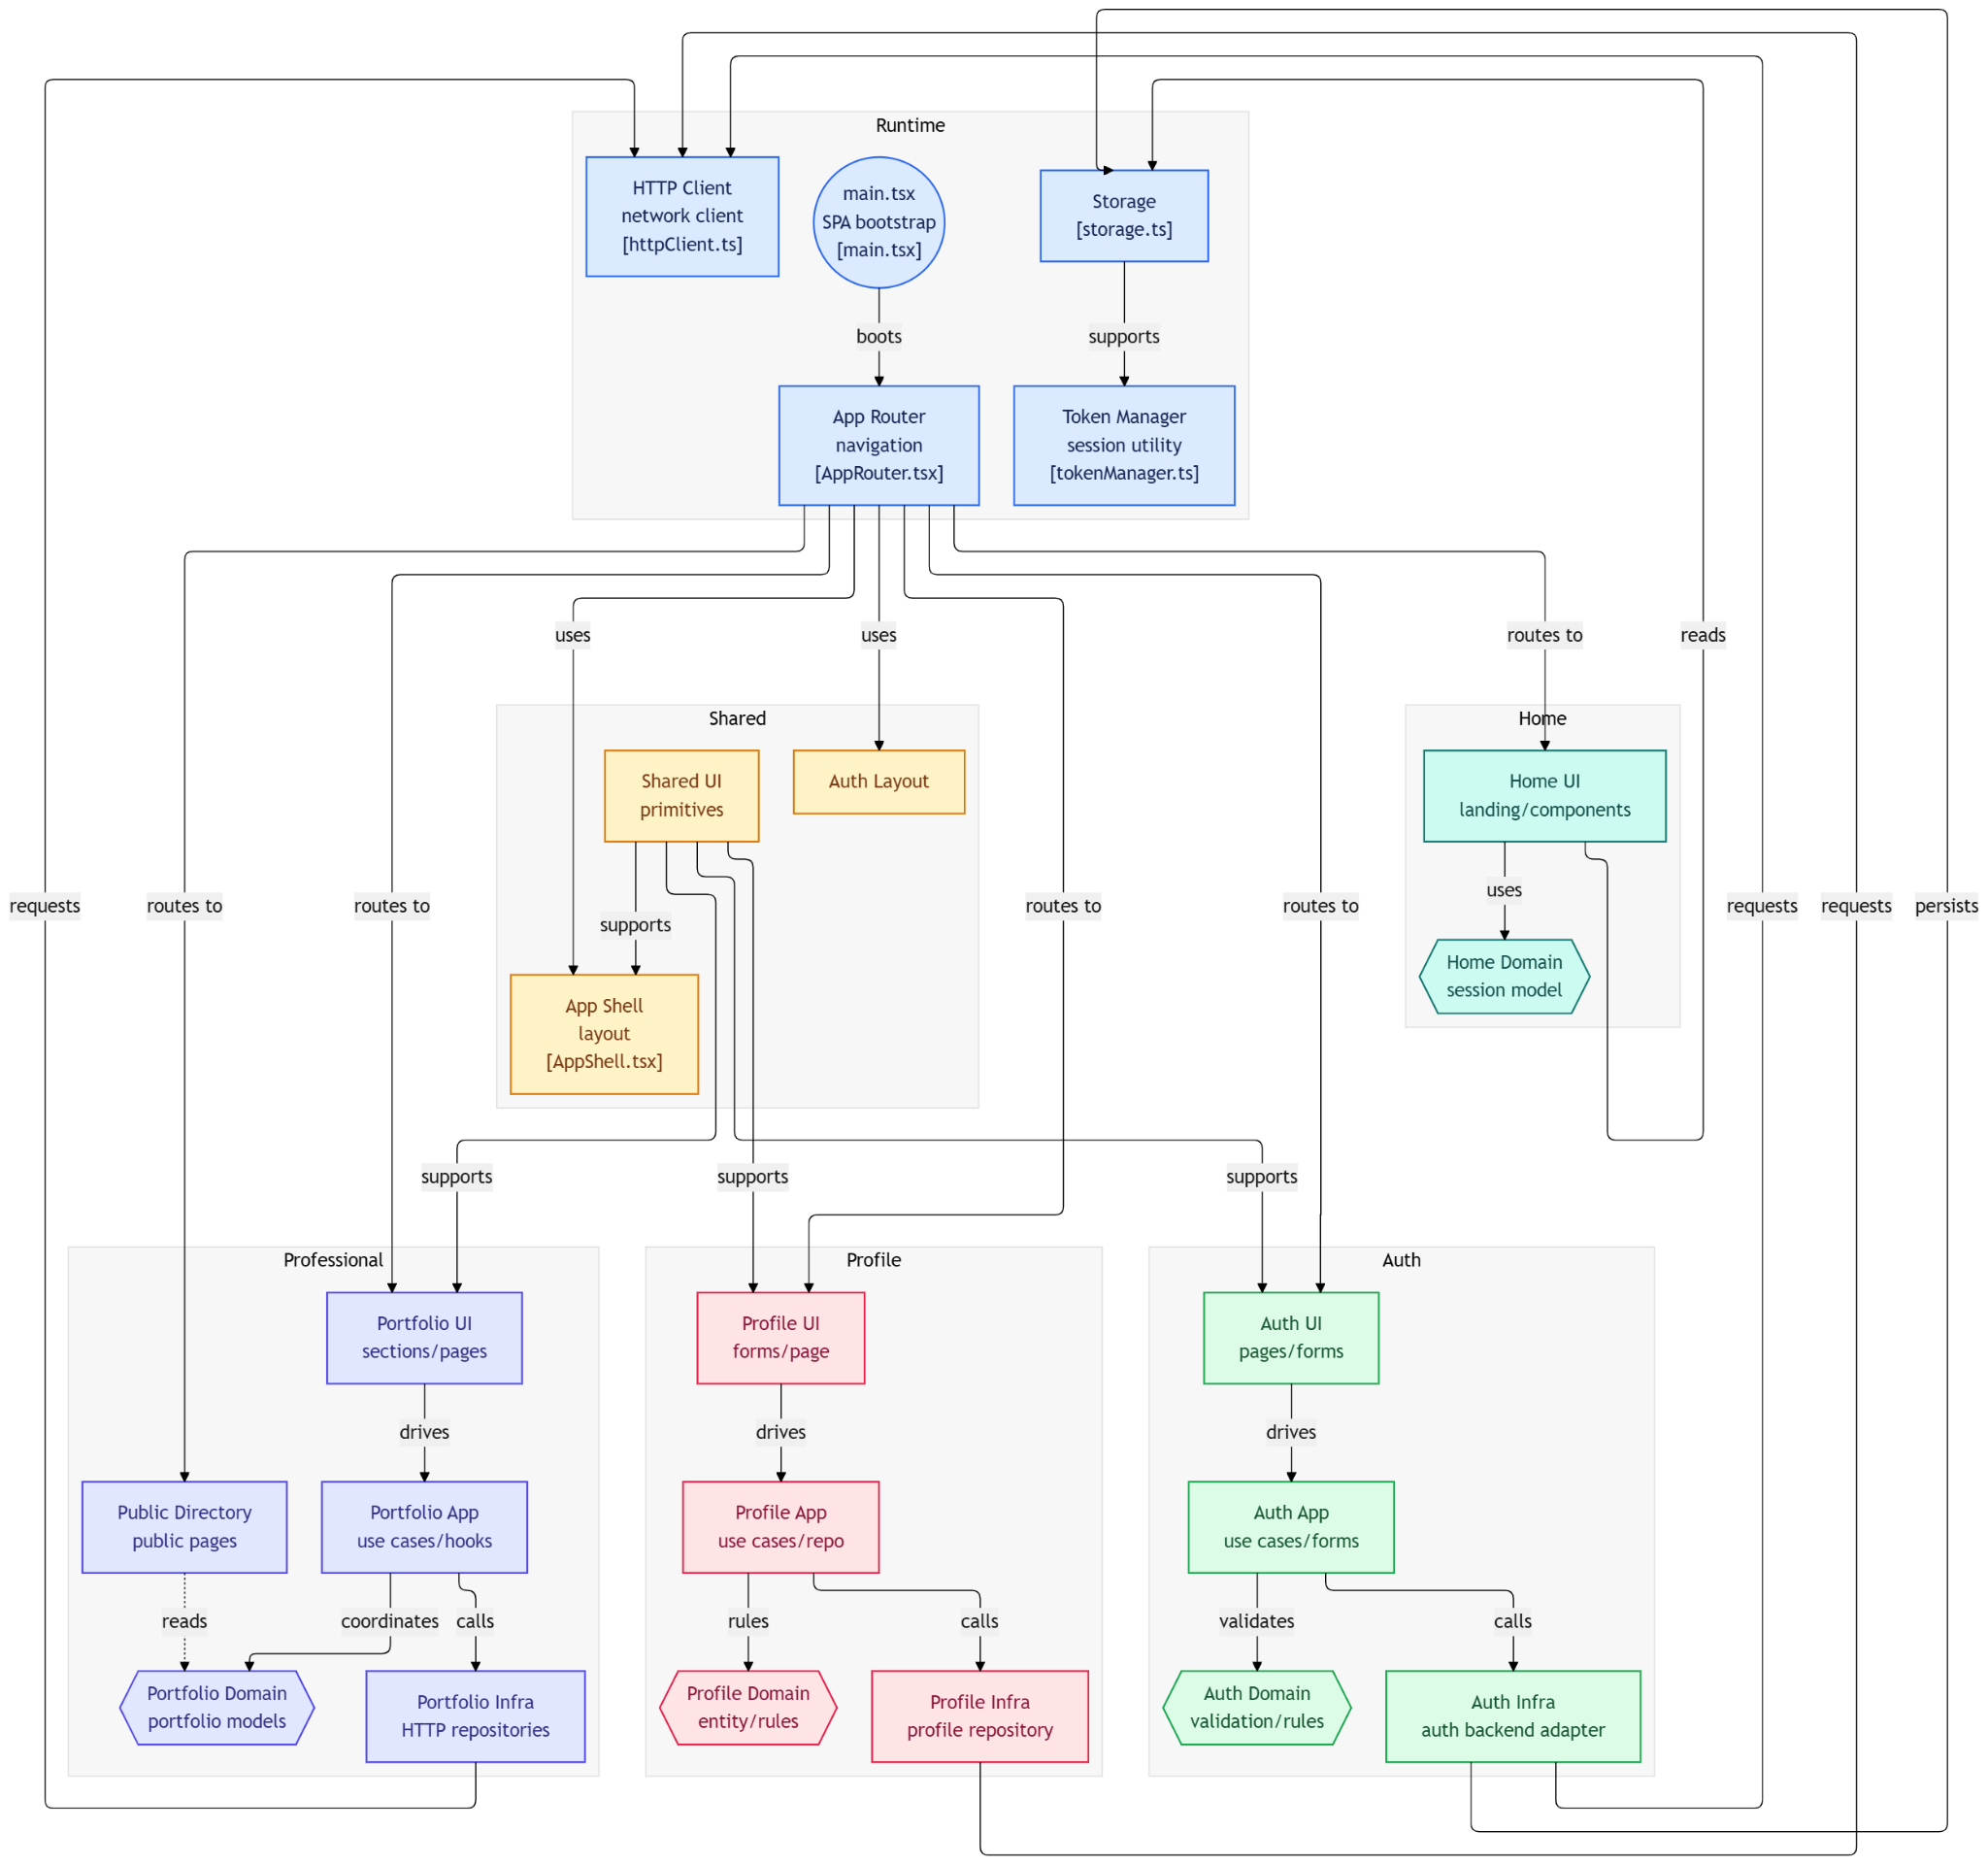 Runtime
HTTP Client
network client
[httpClient.ts]
main.tsx
SPA bootstrap
[main.tsx]
Storage
[storage.ts]
boots
supports
App Router
navigation
[AppRouter.tsx]
Token Manager
session utility
[tokenManager.ts]
uses
uses
routes to
reads
Shared
Home
Shared UI
primitives
Auth Layout
Home UI
landing/components
requests
routes to
routes to
supports
routes to
routes to
uses
requests
requests
persists
App Shell
layout
[AppShell.tsx]
Home Domain
session model
supports
supports
supports
Professional
Profile
Auth
Portfolio UI
sections/pages
Profile UI
forms/page
Auth UI
pages/forms
drives
drives
drives
Public Directory
public pages
Portfolio App
use cases/hooks
Profile App
use cases/repo
Auth App
use cases/forms
reads
coordinates
calls
rules
calls
validates
calls
Portfolio Domain
portfolio models
Portfolio Infra
HTTP repositories
Profile Domain
entity/rules
Profile Infra
profile repository
Auth Domain
validation/rules
Auth Infra
auth backend adapter